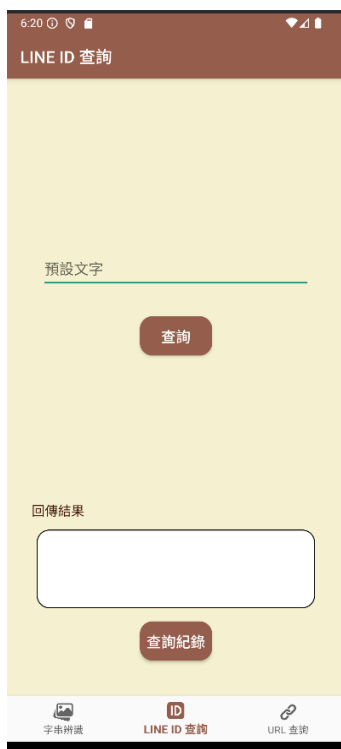 6:20
LINE ID 查詢
預設文字
查詢
回傳結果
查詢紀錄
ID
字串辨識
LINE ID 查詢
URL 查詢